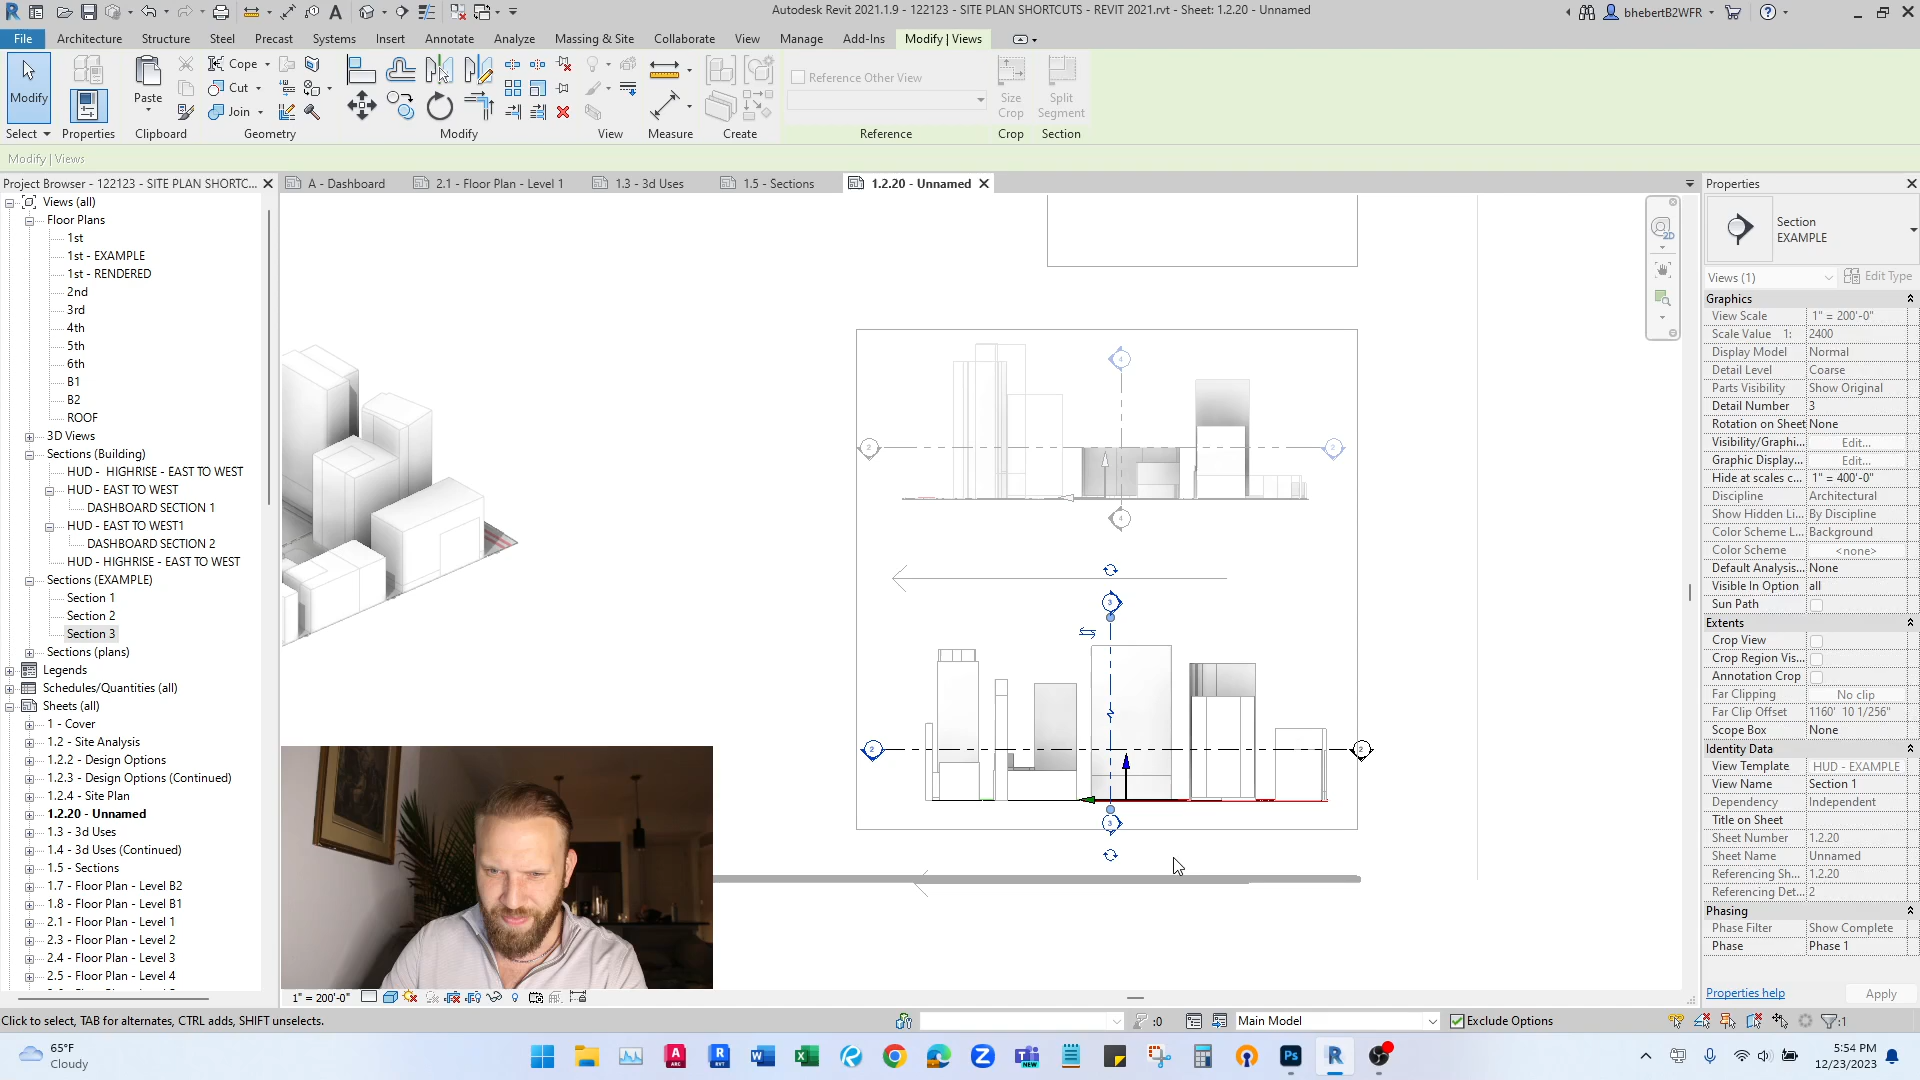 Autodesk Revit 2021.1.9 - 122123 - SITE PLAN SHORTCUTS - REVIT 2021.rvt - Sheet: 1.2.20 - Unnamed
bhebertB2WFR
File
Architecture
Structure
Steel
Precast
Systems
Insert
Annotate
Analyze
Massing & Site
Collaborate
View
Manage
Add-Ins
Modify | Views
Modify
Paste
Cope
Cut
Join
Reference Other View
Size
Crop
Split
Segment
Select
Properties
Clipboard
Geometry
Modify
View
Measure
Create
Reference
Crop
Section
Modify | Views
Project Browser - 122123 - SITE PLAN SHORTC...
A - Dashboard
2.1 - Floor Plan - Level 1
1.3 - 3d Uses
1.5 - Sections
1.2.20 - Unnamed
Properties
Views (all)
Floor Plans
1st
1st - EXAMPLE
1st - RENDERED
2nd
3rd
4th
5th
6th
B1
B2
ROOF
3D Views
Sections (Building)
HUD - HIGHRISE - EAST TO WEST
HUD - EAST TO WEST
DASHBOARD SECTION 1
HUD - EAST TO WEST1
DASHBOARD SECTION 2
HUD - HIGHRISE - EAST TO WEST
Sections (EXAMPLE)
Section 1
Section 2
Section 3
Sections (plans)
Legends
Schedules/Quantities (all)
Sheets (all)
1 - Cover
1.2 - Site Analysis
1.2.2 - Design Options
1.2.3 - Design Options (Continued)
1.2.4 - Site Plan
1.2.20 - Unnamed
1.3 - 3d Uses
1.4 - 3d Uses (Continued)
1.5 - Sections
1.7 - Floor Plan - Level B2
1.8 - Floor Plan - Level B1
2.1 - Floor Plan - Level 1
2.3 - Floor Plan - Level 2
2.4 - Floor Plan - Level 3
2.5 - Floor Plan - Level 4
4
2
2
4
3
2
2
3
2D
Section
EXAMPLE
Views (1)
Edit Type
Graphics
View Scale 1" = 200'-0"
Scale Value 1: 2400
Display Model Normal
Detail Level Coarse
Parts Visibility Show Original
Detail Number 3
Rotation on Sheet None
Visibility/Graphi... Edit...
Graphic Display... Edit...
Hide at scales c... 1" = 400'-0"
Discipline Architectural
Show Hidden Li... By Discipline
Color Scheme L... Background
Color Scheme <none>
Default Analysis... None
Visible In Option all
Sun Path
Extents
Crop View
Crop Region Vis...
Annotation Crop
Far Clipping No clip
Far Clip Offset 1160' 10 1/256"
Scope Box None
Identity Data
View Template HUD - EXAMPLE
View Name Section 1
Dependency Independent
Title on Sheet
Sheet Number 1.2.20
Sheet Name Unnamed
Referencing Sh... 1.2.20
Referencing Det... 2
Phasing
Phase Filter Show Complete
Phase Phase 1
Properties help
Apply
1" = 200'-0"
Click to select, TAB for alternates, CTRL adds, SHIFT unselects.
:0
Main Model
Exclude Options
:1
65°F
Cloudy
5:54 PM
12/23/2023